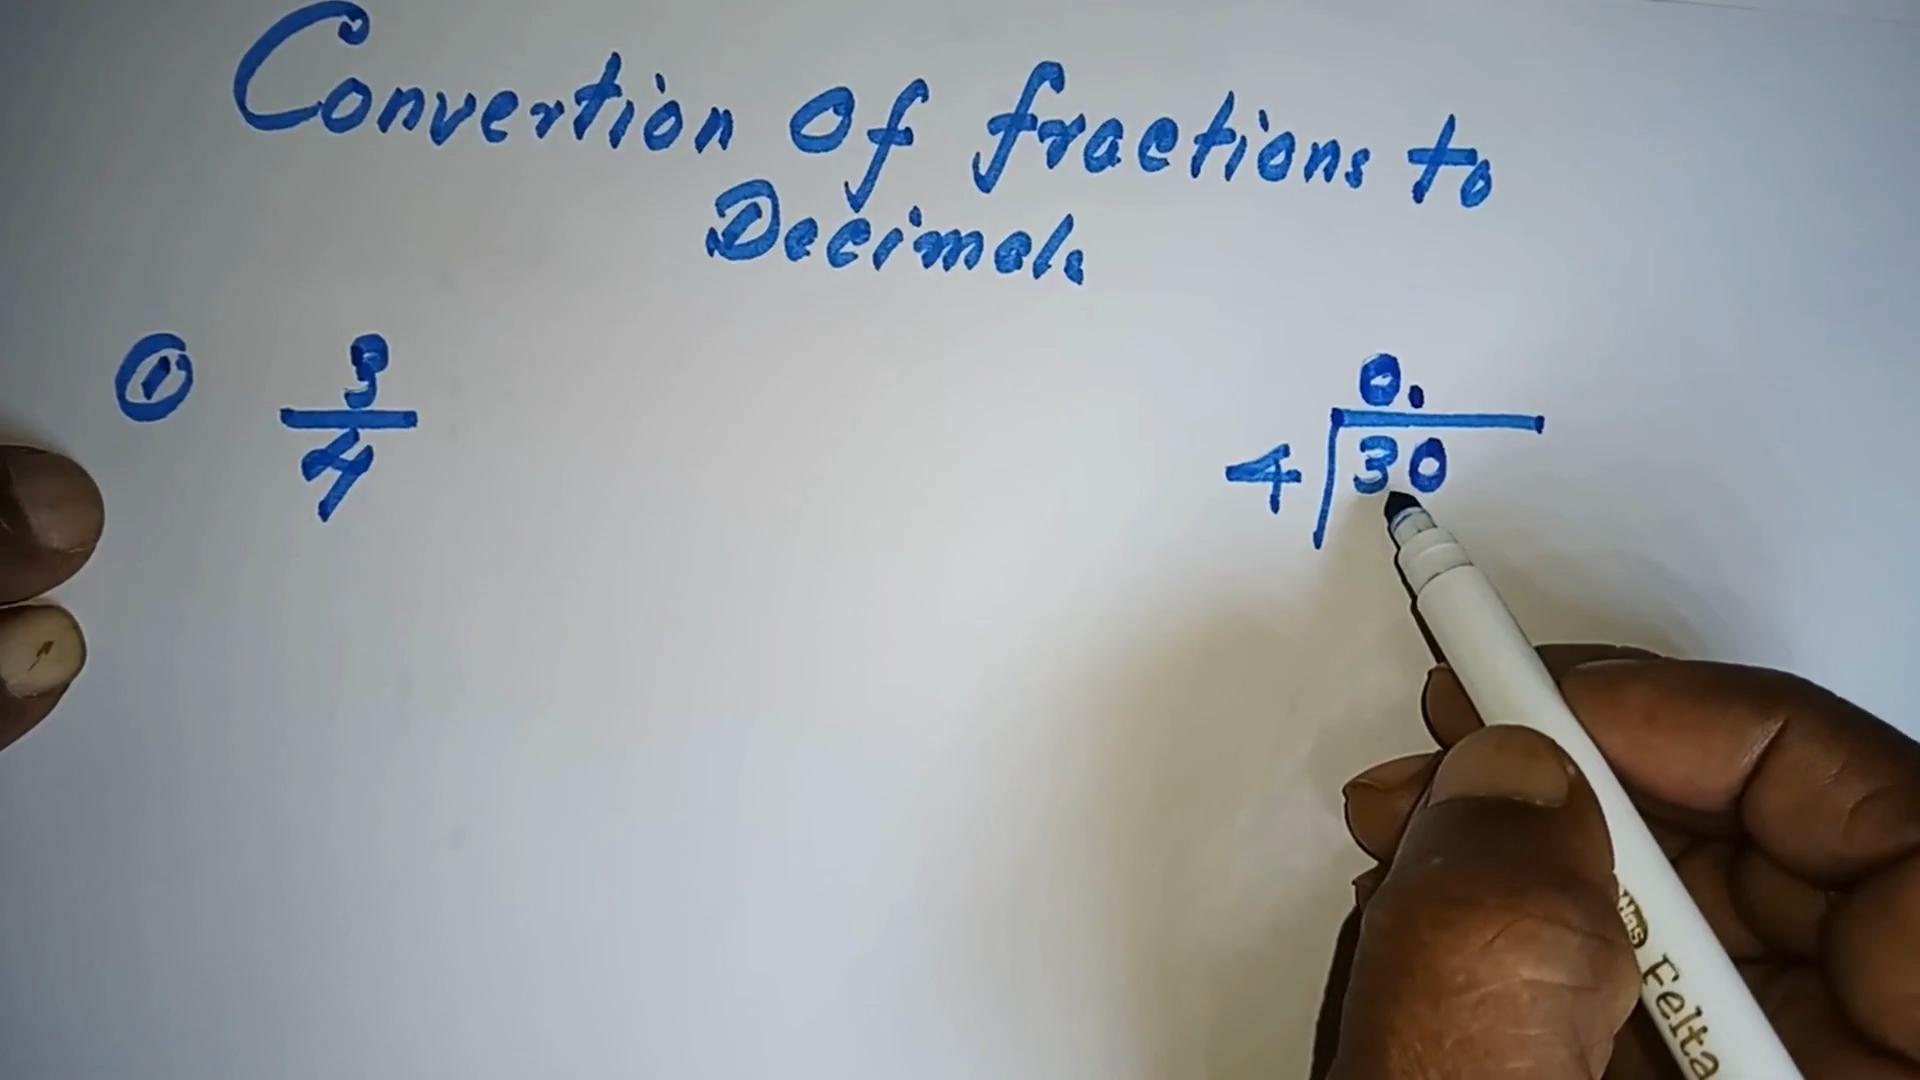 Convertion Of fractions to
Decimals
① 3
4
0.
4 30
Felta